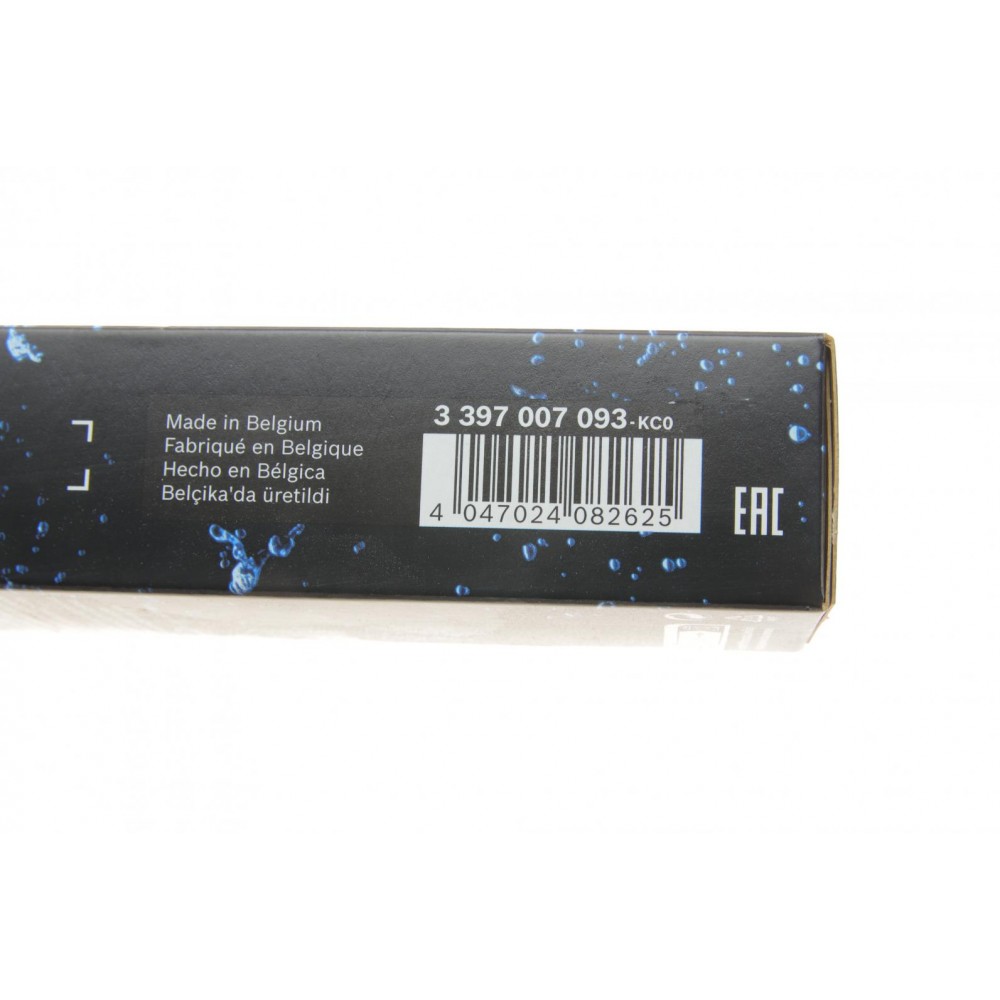 Made in Belgium
Fabriqué en Belgique
Hecho en Bélgica
Belçika'da üretildi
3 397 007 093-KC0
4 047024 082625
EAC